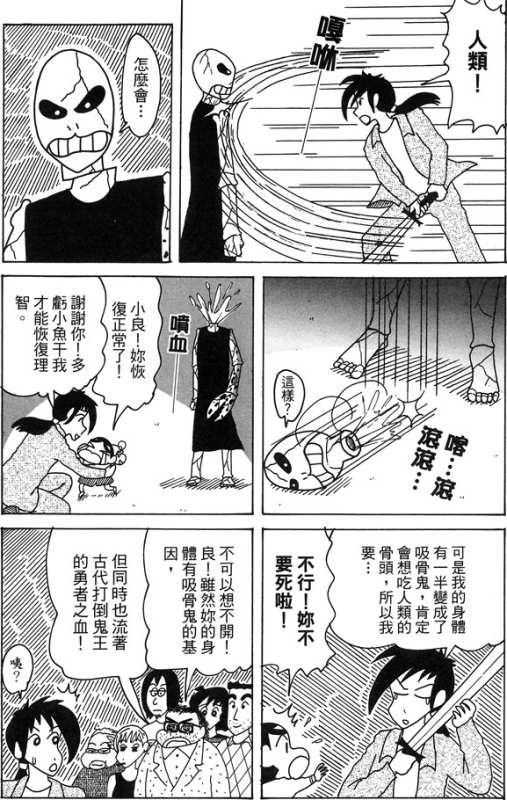 人類！
嘎咻
怎麼會…
這樣？
喀…滾
滾滾…
噴血
小良！妳恢
復正常了！
謝謝你！多
虧小魚干我
才能恢復理
智。
可是我的身體
有一半變成了
吸骨鬼，肯定
會想吃人類的
骨頭，所以我
要…
不行！妳不
要死啦！
不可以想不開！
良！雖然妳的身
體有吸骨鬼的基
因，
但同時也流著
古代打倒鬼王
的勇者之血！
咦？